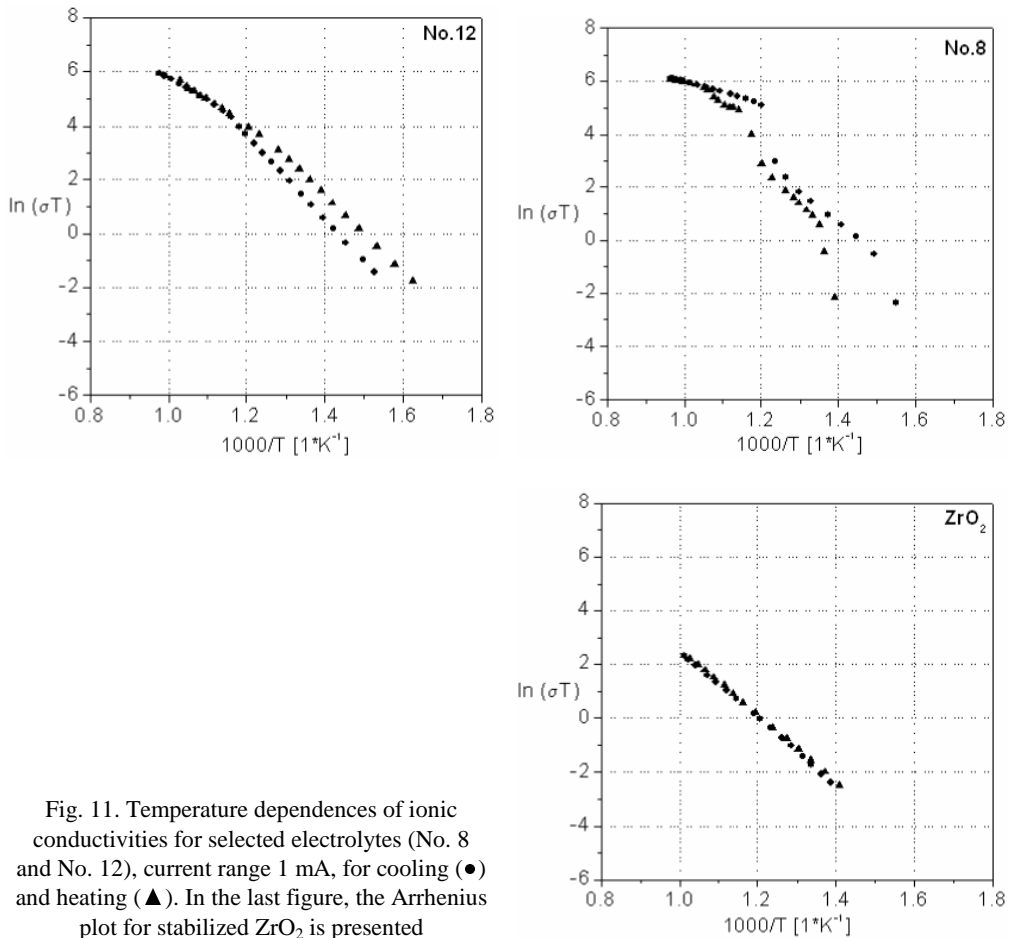 No.12
8
6
4
2
0
-2
-4
-6
ln (σT)
0.8 1.0 1.2 1.4 1.6 1.8
1000/T [1*K⁻¹]
No.8
8
6
4
2
0
-2
-4
-6
ln (σT)
0.8 1.0 1.2 1.4 1.6 1.8
1000/T [1*K⁻¹]
ZrO₂
8
6
4
2
0
-2
-4
-6
ln (σT)
0.8 1.0 1.2 1.4 1.6 1.8
1000/T [1*K⁻¹]
Fig. 11. Temperature dependences of ionic
conductivities for selected electrolytes (No. 8
and No. 12), current range 1 mA, for cooling (●)
and heating (▲). In the last figure, the Arrhenius
plot for stabilized ZrO₂ is presented